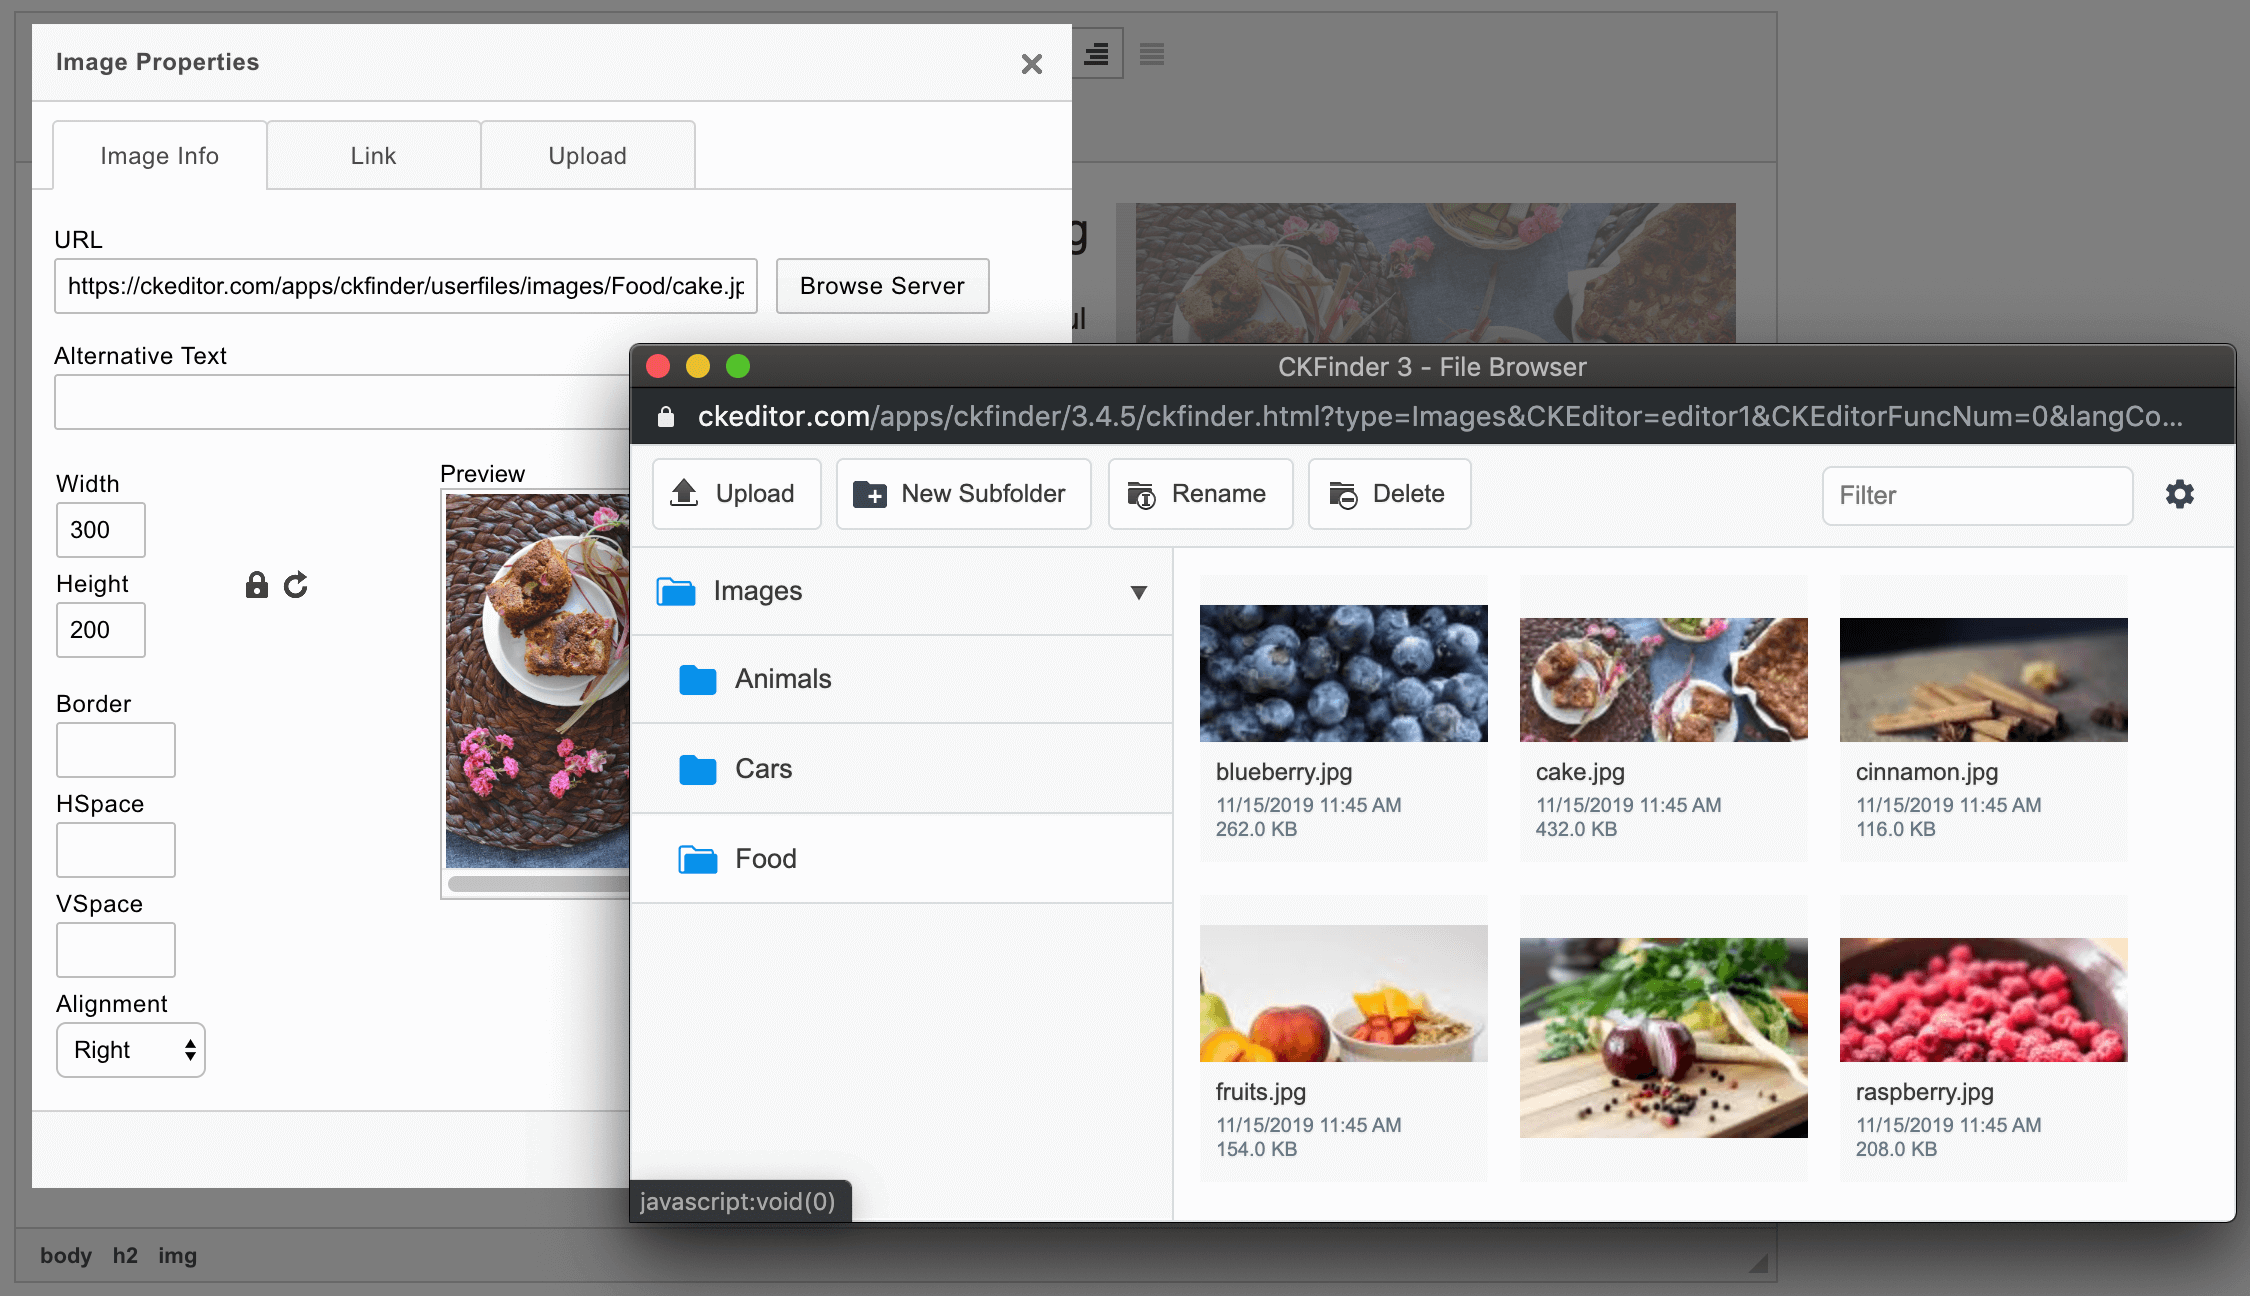 Image Properties
Image Info
Link
Upload
URL
https://ckeditor.com/apps/ckfinder/userfiles/images/Food/cake.jp
Browse Server
Alternative Text
Width
300
Height
200
Border
HSpace
VSpace
Alignment
Right
Preview
g
ul
CKFinder 3 - File Browser
ckeditor.com/apps/ckfinder/3.4.5/ckfinder.html?type=Images&CKEditor=editor1&CKEditorFuncNum=0&langCo...
Upload
New Subfolder
Rename
Delete
Filter
Images
Animals
Cars
Food
blueberry.jpg
11/15/2019 11:45 AM
262.0 KB
cake.jpg
11/15/2019 11:45 AM
432.0 KB
cinnamon.jpg
11/15/2019 11:45 AM
116.0 KB
fruits.jpg
11/15/2019 11:45 AM
154.0 KB
raspberry.jpg
11/15/2019 11:45 AM
208.0 KB
javascript:void(0)
body h2 img